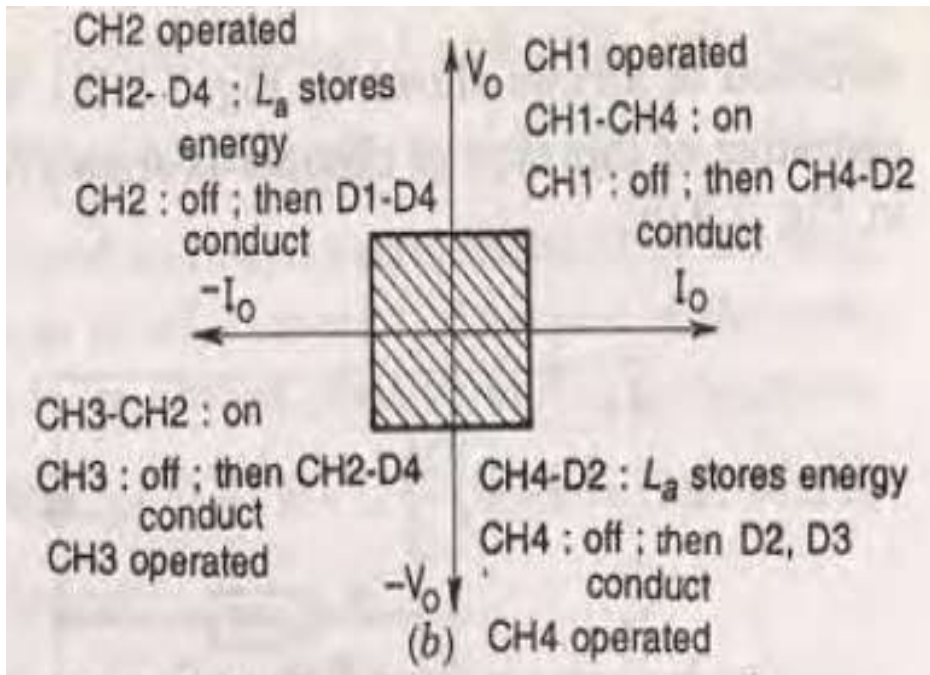 CH2 operated
CH2-D4 : La stores
energy
CH2 : off ; then D1-D4
conduct
Vo
CH1 operated
CH1-CH4 : on
CH1 : off ; then CH4-D2
conduct
-Io
Io
CH3-CH2 : on
CH3 : off ; then CH2-D4
conduct
CH3 operated
CH4-D2 : La stores energy
CH4 : off ; then D2, D3
conduct
-Vo
(b) CH4 operated